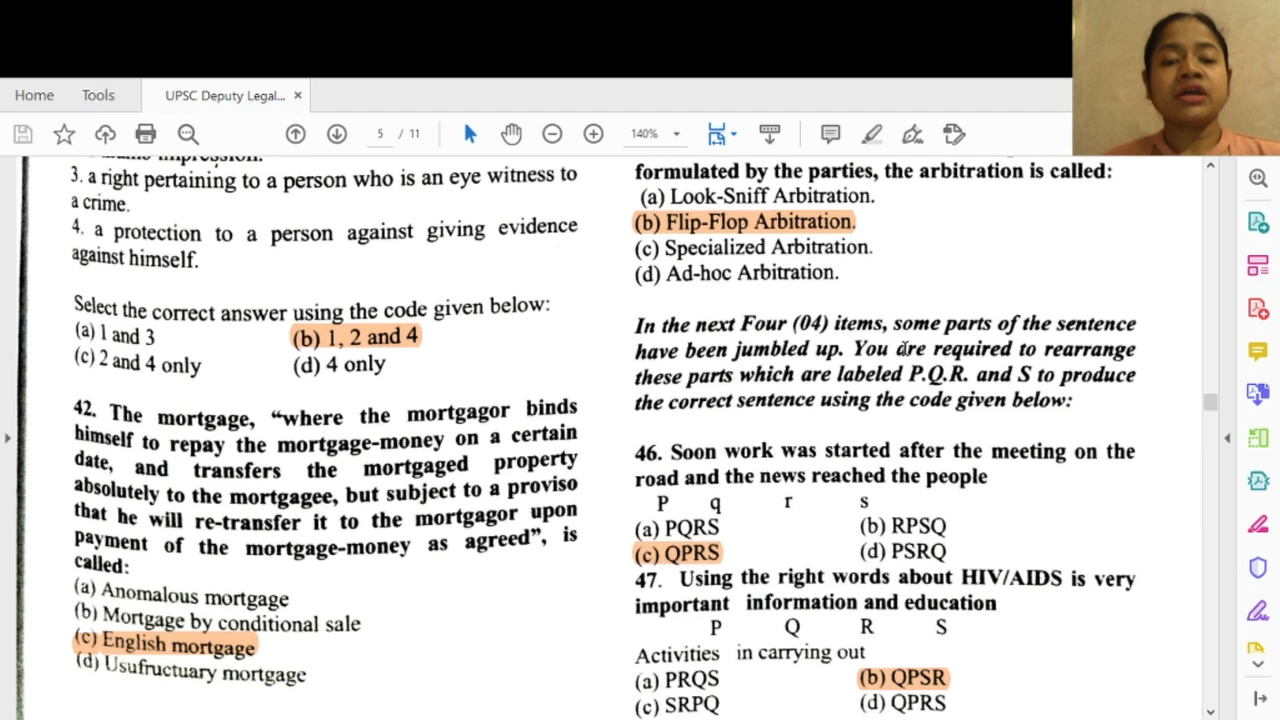 Home
Tools
UPSC Deputy Legal...
5 / 11
140%
3. a right pertaining to a person who is an eye witness to
a crime.
4. a protection to a person against giving evidence
against himself.
Select the correct answer using the code given below:
(a) 1 and 3
(b) 1, 2 and 4
(c) 2 and 4 only
(d) 4 only
42. The mortgage, “where the mortgagor binds
himself to repay the mortgage-money on a certain
date, and transfers the mortgaged property
absolutely to the mortgagee, but subject to a proviso
that he will re-transfer it to the mortgagor upon
payment of the mortgage-money as agreed”, is
called:
(a) Anomalous mortgage
(b) Mortgage by conditional sale
(c) English mortgage
(d) Usufructuary mortgage
formulated by the parties, the arbitration is called:
(a) Look-Sniff Arbitration.
(b) Flip-Flop Arbitration.
(c) Specialized Arbitration.
(d) Ad-hoc Arbitration.
In the next Four (04) items, some parts of the sentence
have been jumbled up. You are required to rearrange
these parts which are labeled P.Q.R. and S to produce
the correct sentence using the code given below:
46. Soon work was started after the meeting on the
road and the news reached the people
P q r s
(a) PQRS
(b) RPSQ
(c) QPRS
(d) PSRQ
47. Using the right words about HIV/AIDS is very
important information and education
P Q R S
Activities in carrying out
(a) PRQS
(b) QPSR
(c) SRPQ
(d) QPRS